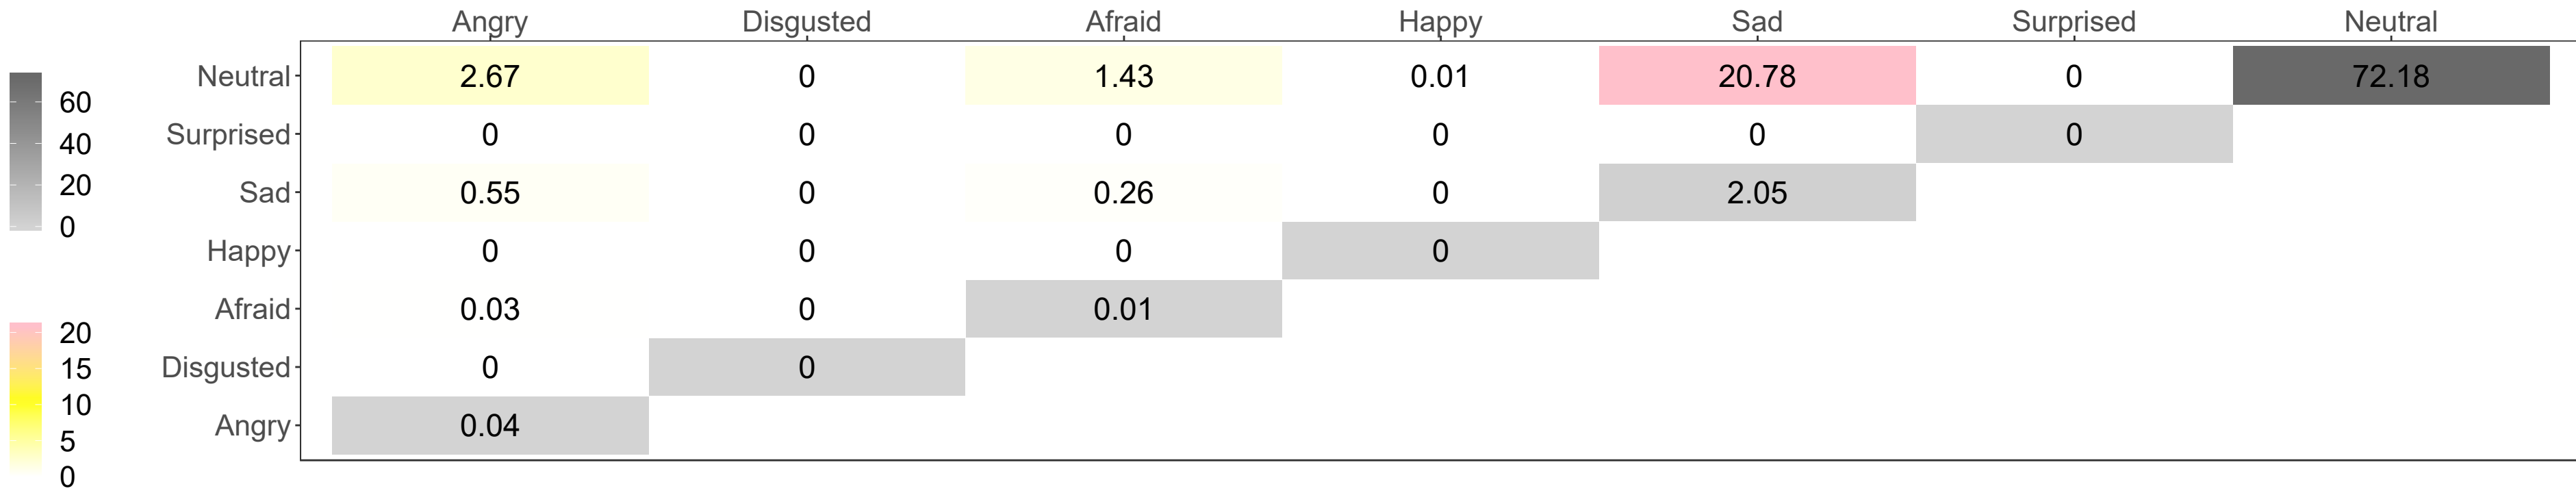 Angry Disgusted Afraid Happy Sad Surprised Neutral
Neutral 2.67 0 1.43 0.01 20.78 0 72.18
Surprised 0 0 0 0 0 0
Sad 0.55 0 0.26 0 2.05
Happy 0 0 0 0
Afraid 0.03 0 0.01
Disgusted 0 0
Angry 0.04
60
40
20
0
20
15
10
5
0